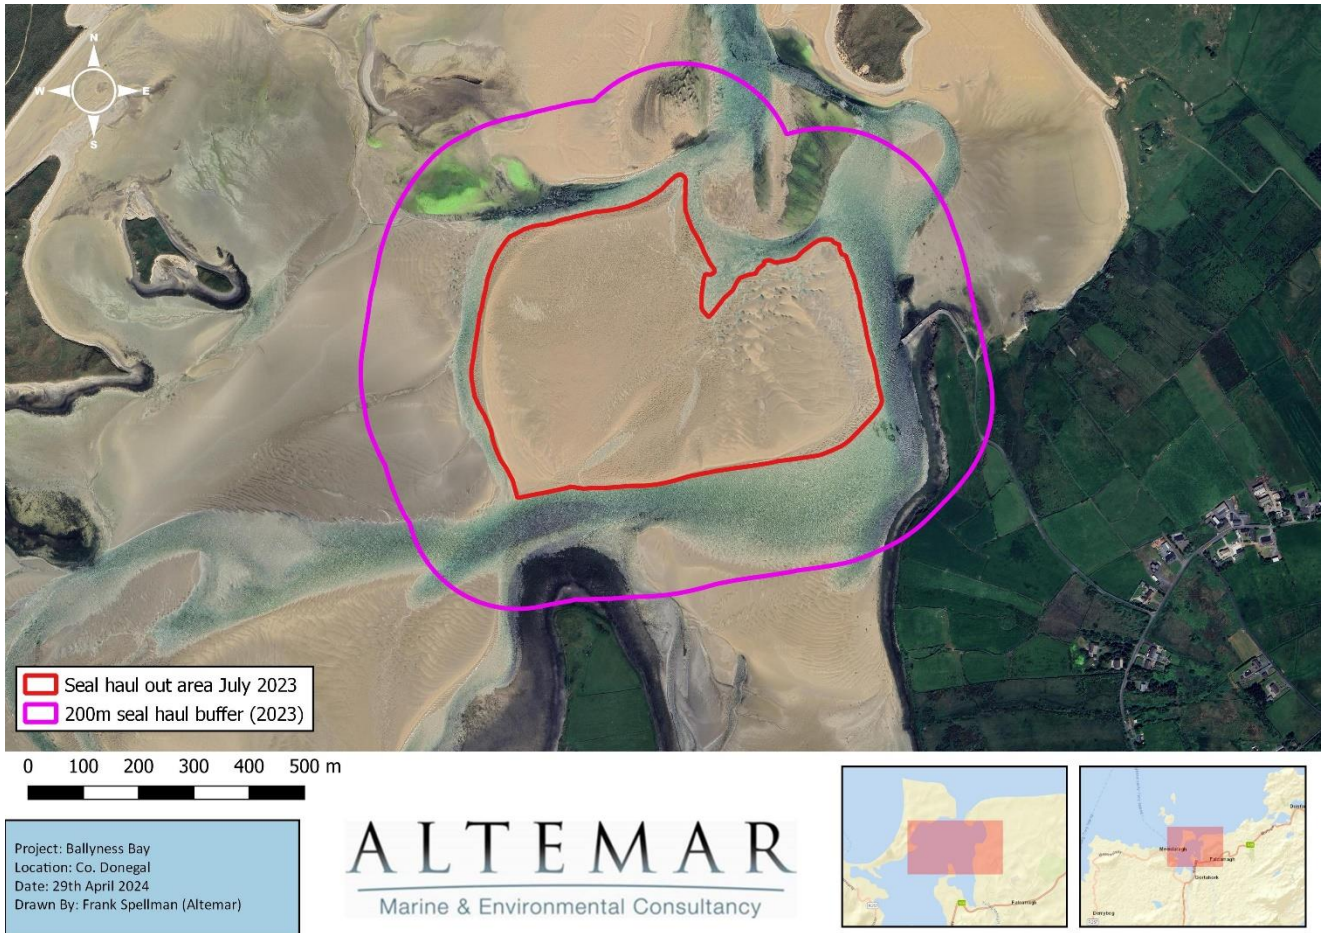 N
W E
S
Seal haul out area July 2023
200m seal haul buffer (2023)
0 100 200 300 400 500 m
Project: Ballyness Bay
Location: Co. Donegal
Date: 29th April 2024
Drawn By: Frank Spellman (Altemar)
ALTEMAR
Marine & Environmental Consultancy